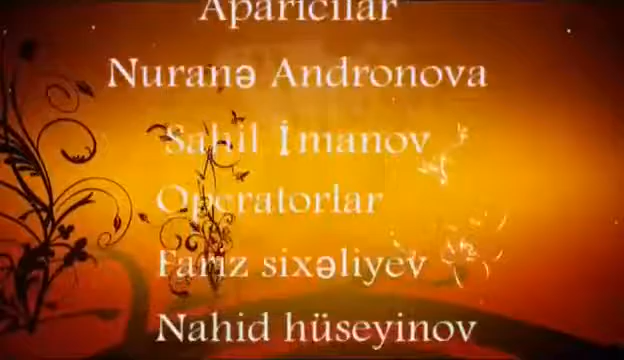 Aparıcılar
Nuranə Andronova
Sahil İmanov
Operatorlar
Fariz sixəliyev
Nahid hüseyinov